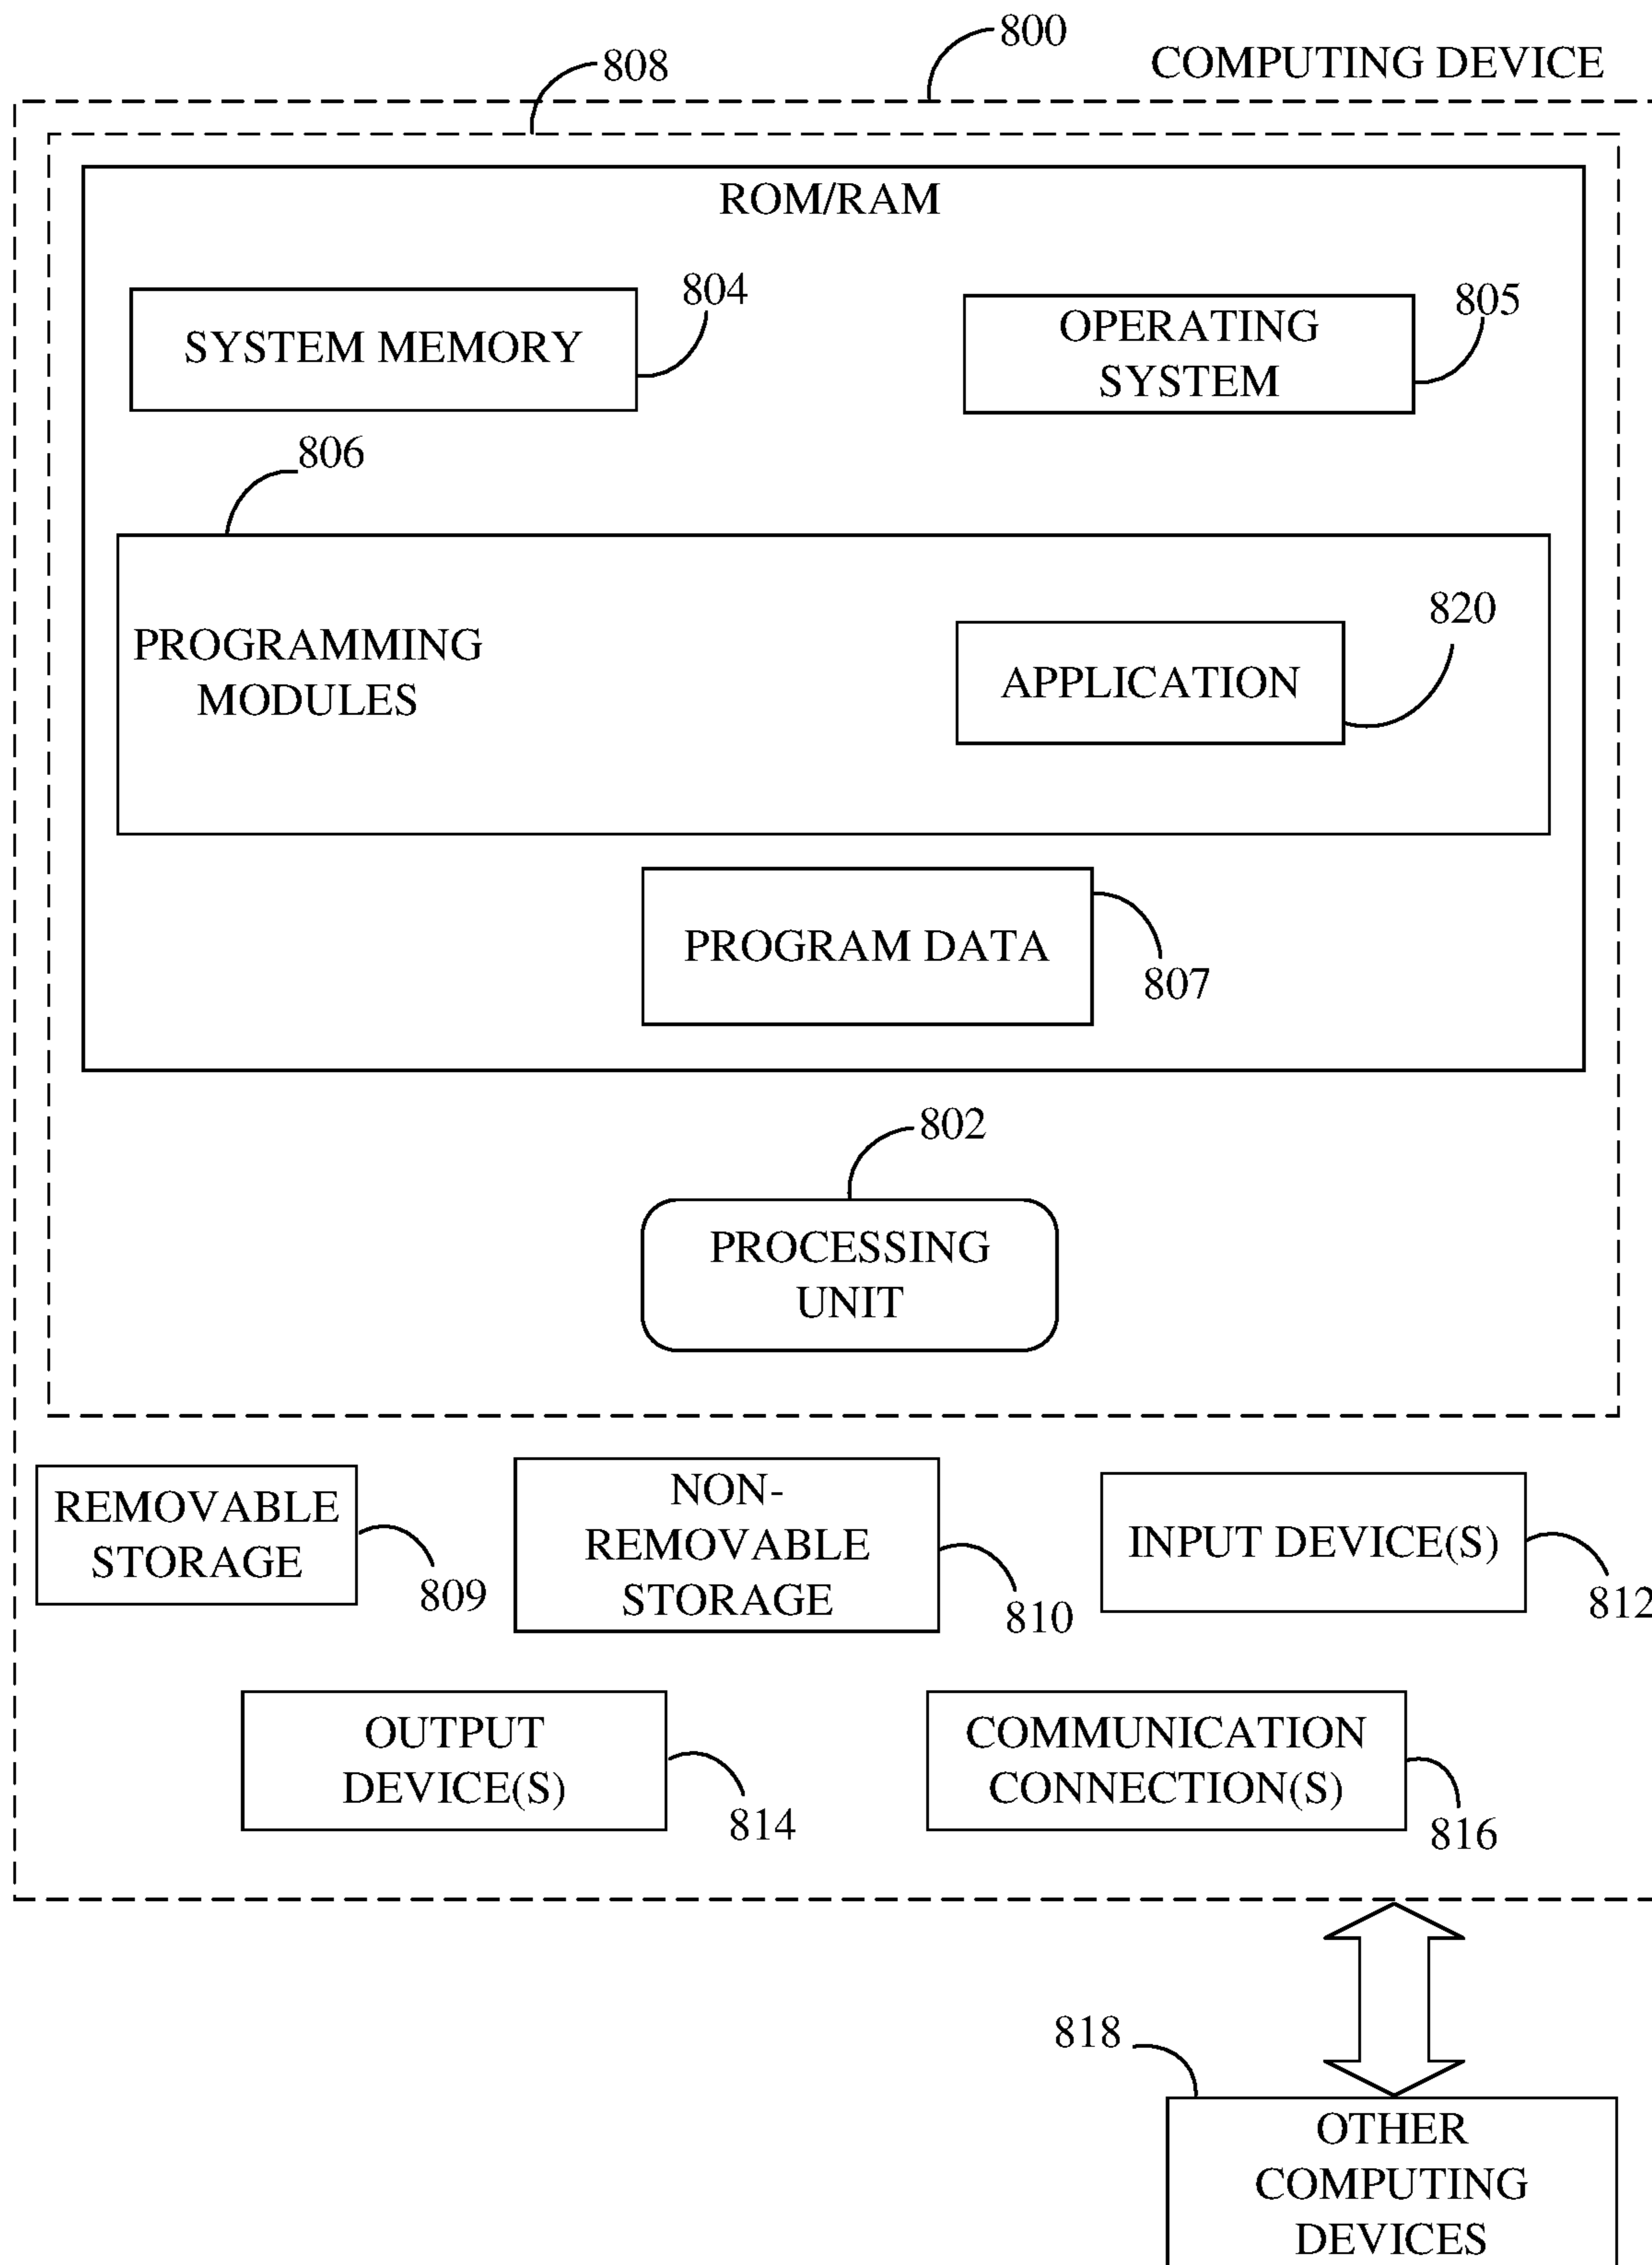 800
COMPUTING DEVICE
808
ROM/RAM
804
SYSTEM MEMORY
805
OPERATING
SYSTEM
806
PROGRAMMING
MODULES
820
APPLICATION
PROGRAM DATA
807
802
PROCESSING
UNIT
REMOVABLE
STORAGE
809
NON-
REMOVABLE
STORAGE
810
INPUT DEVICE(S)
812
OUTPUT
DEVICE(S)
814
COMMUNICATION
CONNECTION(S)
816
818
OTHER
COMPUTING
DEVICES